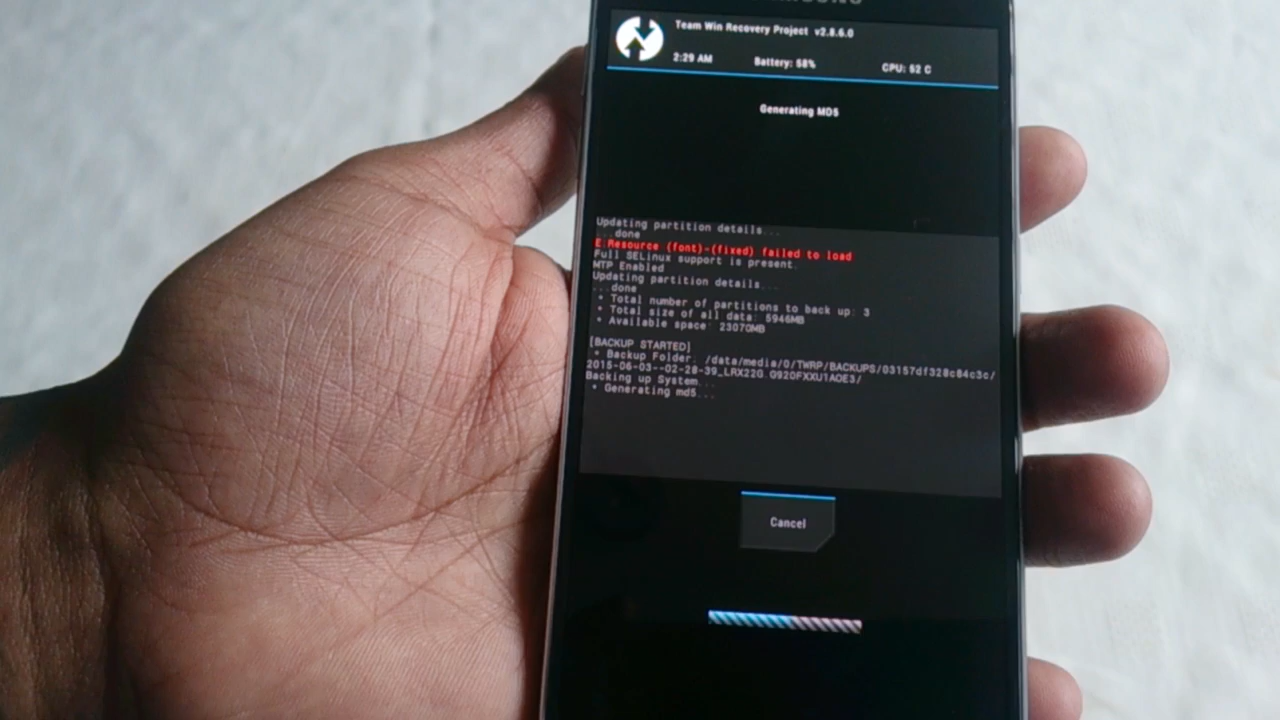 Team Win Recovery Project v2.8.6.0
2:29 AM Battery: 58% CPU: 52 C
Generating MD5
Updating partition details...
...done
E:Resource (font)-(fixed) failed to load
Full SELinux support is present.
MTP Enabled
Updating partition details...
...done
* Total number of partitions to back up: 3
* Total size of all data: 5946MB
* Available space: 23070MB
[BACKUP STARTED]
* Backup Folder: /data/media/0/TWRP/BACKUPS/03157df328c84c3c/
2015-06-03--02-28-39_LRX22G.G920FXXU1AOE3/
Backing up System...
* Generating md5...
Cancel